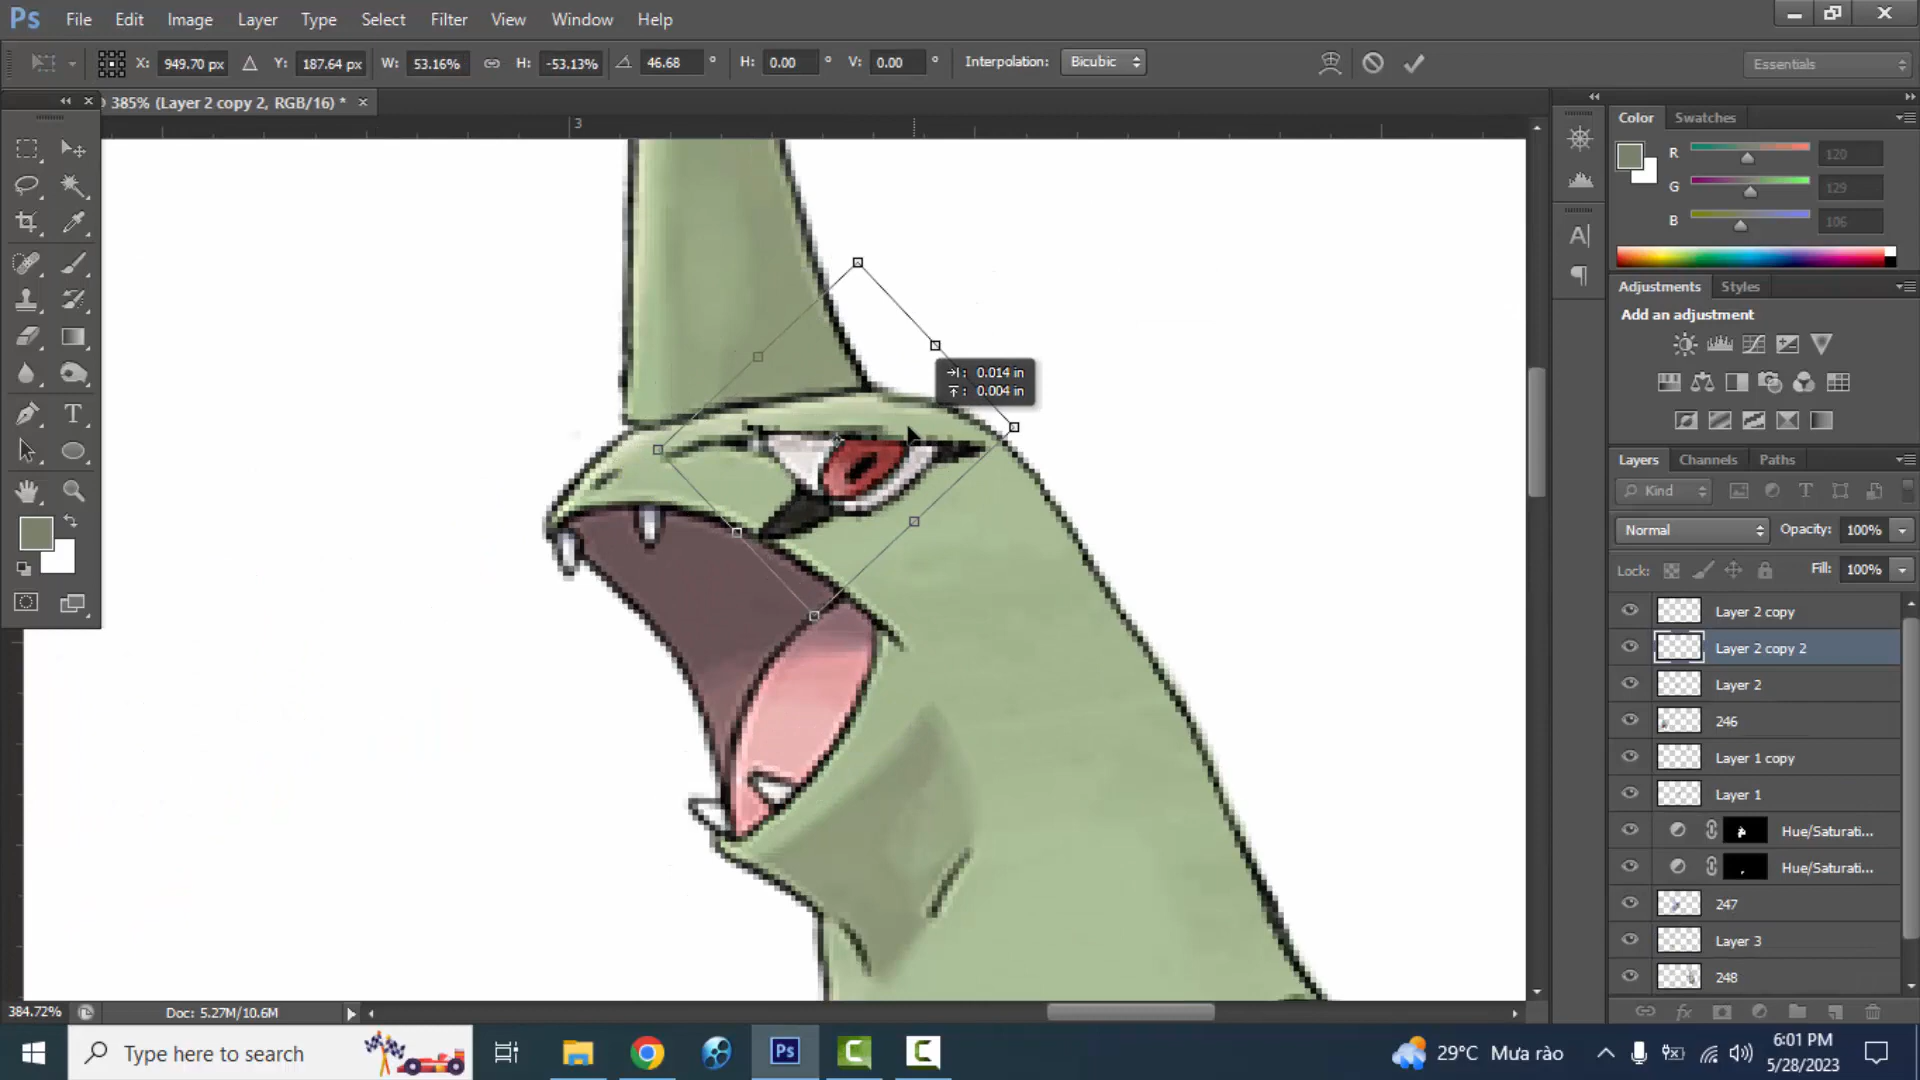 Ps File Edit Image Layer Type Select Filter View Window Help
X: 949.70 px Y: 187.64 px W: 53.16% H: -53.13% 46.68 ° H: 0.00 ° V: 0.00 ° Interpolation: Bicubic Essentials
385% (Layer 2 copy 2, RGB/16) * ×
3
Color Swatches
R 120
G 129
B 106
Adjustments Styles
Add an adjustment
0.014 in
0.004 in
Layers Channels Paths
Kind
Normal Opacity: 100%
Lock: Fill: 100%
Layer 2 copy
Layer 2 copy 2
Layer 2
246
Layer 1 copy
Layer 1
Hue/Saturati...
Hue/Saturati...
247
Layer 3
248
384.72% Doc: 5.27M/10.6M
Type here to search
Ps
29°C Mưa rào
6:01 PM
5/28/2023